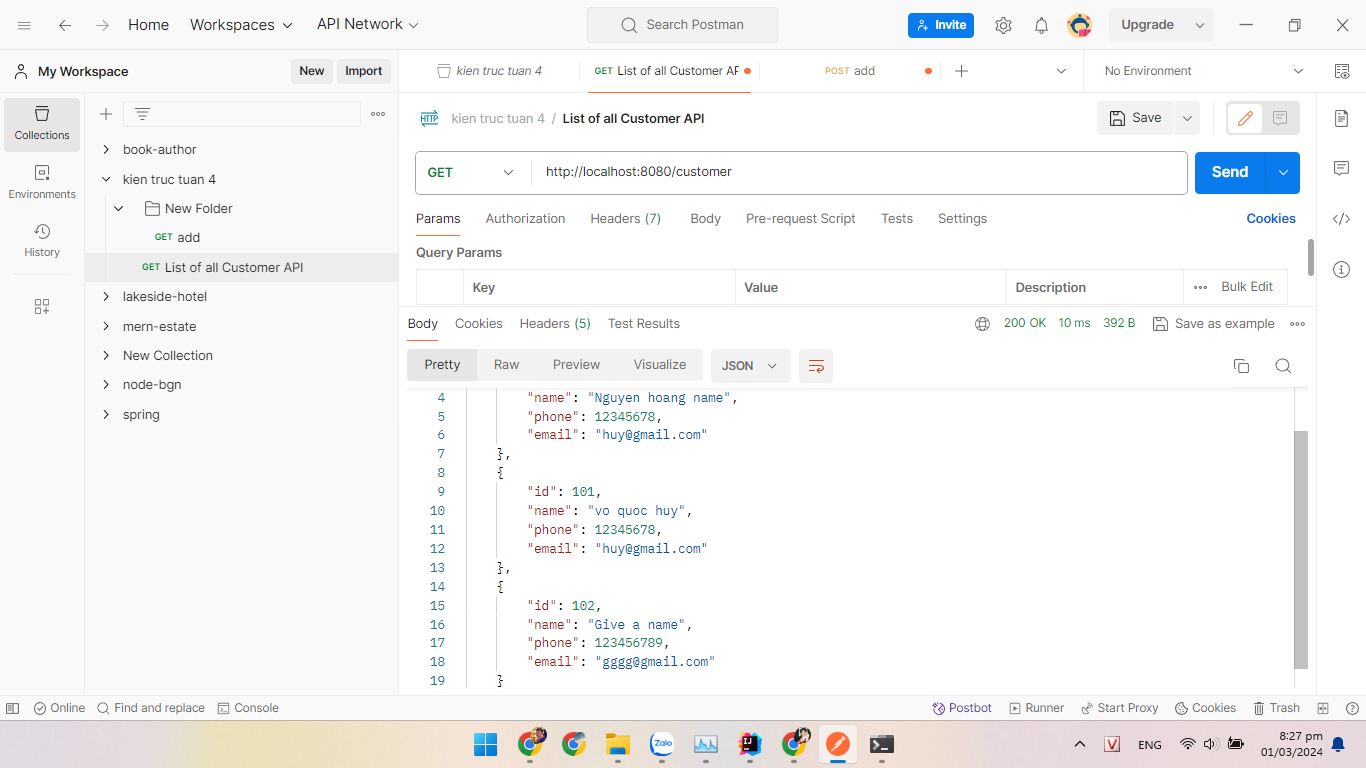 Home Workspaces API Network Search Postman Invite Upgrade
My Workspace New Import kien truc tuan 4 GET List of all Customer AF POST add No Environment
Collections
Environments
History
book-author
kien truc tuan 4
New Folder
GET add
GET List of all Customer API
lakeside-hotel
mern-estate
New Collection
node-bgn
spring
HTTP kien truc tuan 4 / List of all Customer API Save
GET http://localhost:8080/customer Send
Params Authorization Headers (7) Body Pre-request Script Tests Settings Cookies
Query Params
Key Value Description Bulk Edit
Body Cookies Headers (5) Test Results 200 OK 10 ms 392 B Save as example
Pretty Raw Preview Visualize JSON
4 "name": "Nguyen hoang name",
5 "phone": 12345678,
6 "email": "huy@gmail.com"
7 },
8 {
9 "id": 101,
10 "name": "vo quoc huy",
11 "phone": 12345678,
12 "email": "huy@gmail.com"
13 },
14 {
15 "id": 102,
16 "name": "Give a name",
17 "phone": 123456789,
18 "email": "gggg@gmail.com"
19 }
Online Find and replace Console Postbot Runner Start Proxy Cookies Trash
Zalo V ENG 8:27 pm
01/03/2024